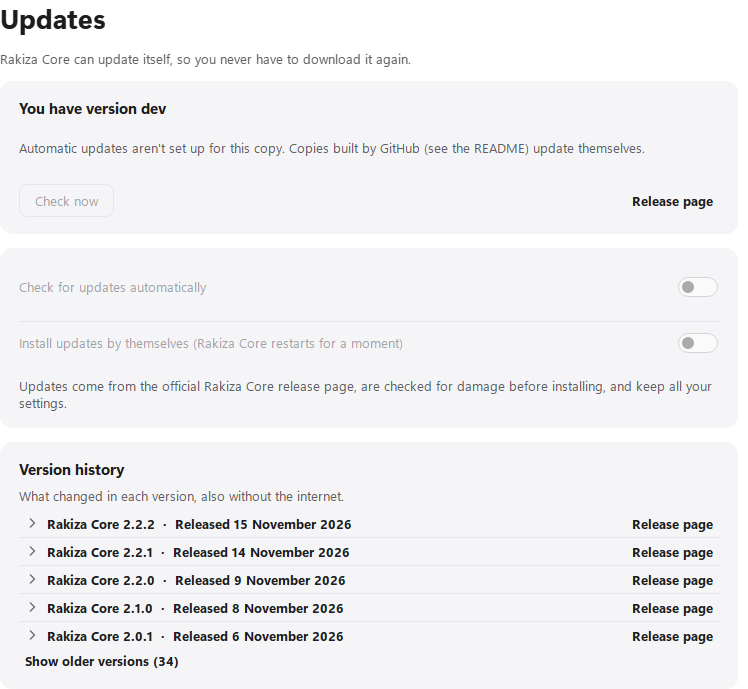 Updates
Rakiza Core can update itself, so you never have to download it again.
You have version dev
Automatic updates aren't set up for this copy. Copies built by GitHub (see the README) update themselves.
Check now
Release page
Check for updates automatically
Install updates by themselves (Rakiza Core restarts for a moment)
Updates come from the official Rakiza Core release page, are checked for damage before installing, and keep all your
settings.
Version history
What changed in each version, also without the internet.
Rakiza Core 2.2.2 · Released 15 November 2026 Release page
Rakiza Core 2.2.1 · Released 14 November 2026 Release page
Rakiza Core 2.2.0 · Released 9 November 2026 Release page
Rakiza Core 2.1.0 · Released 8 November 2026 Release page
Rakiza Core 2.0.1 · Released 6 November 2026 Release page
Show older versions (34)